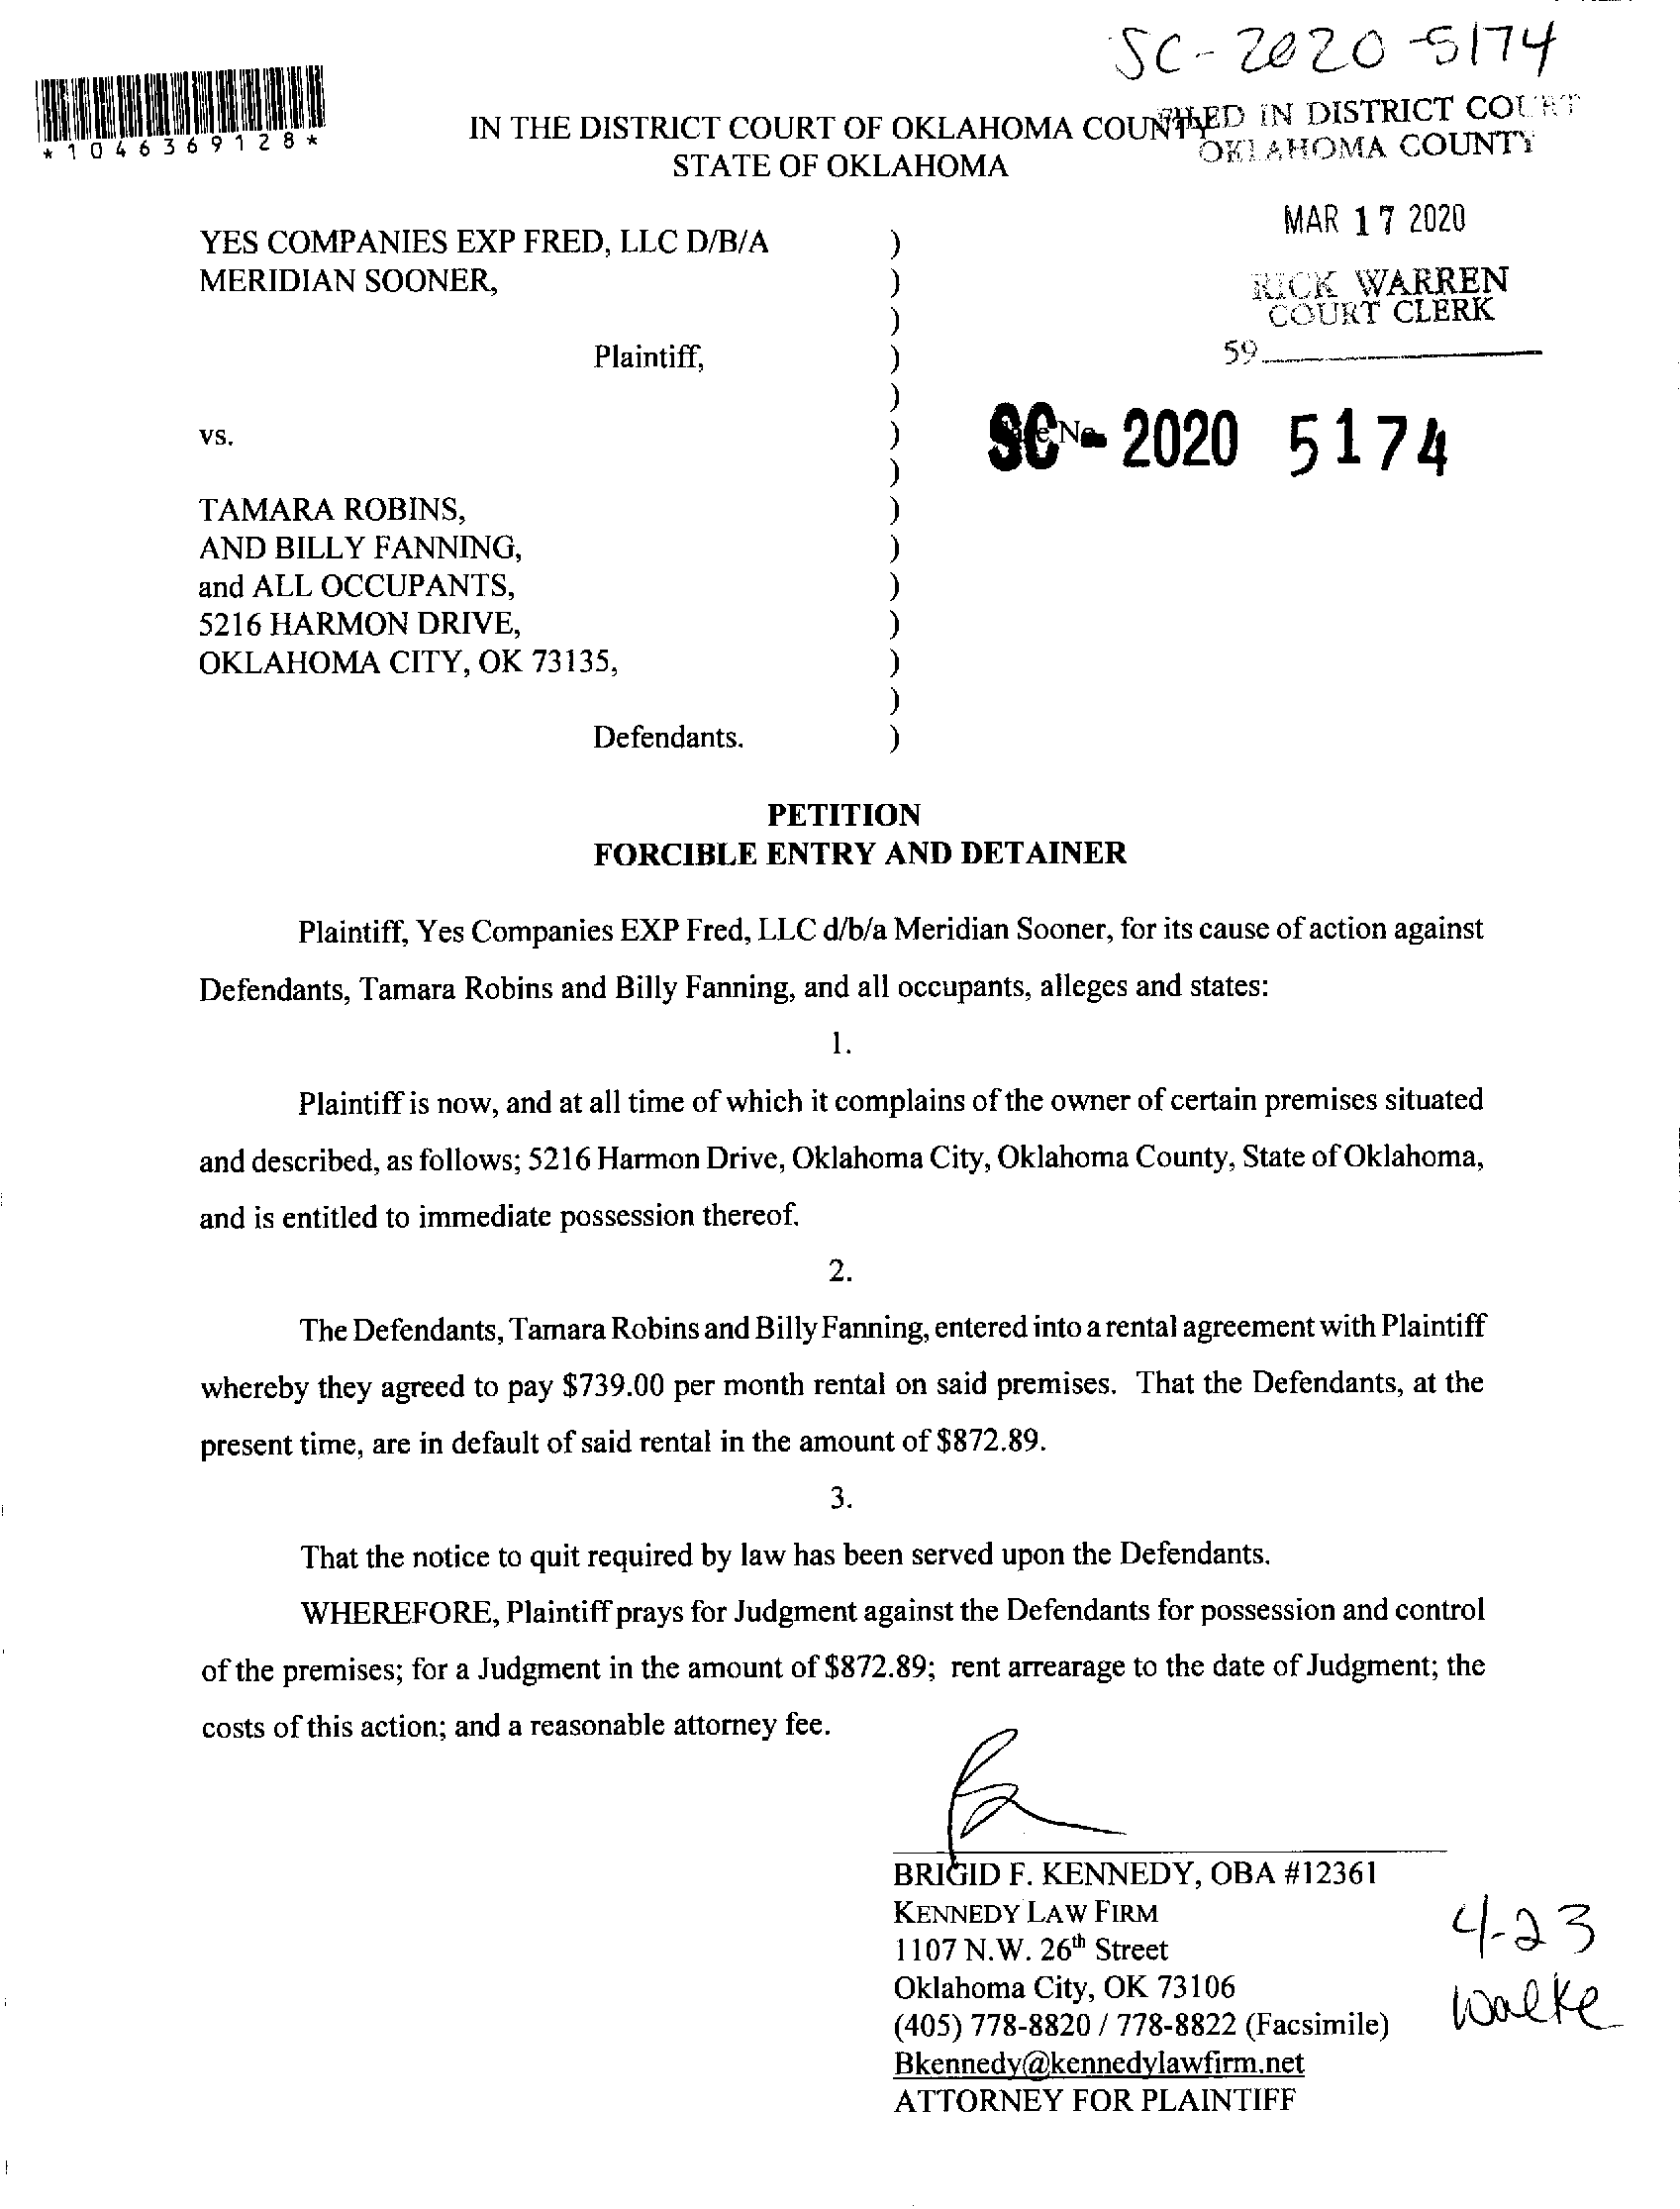 SC-2020-5174
*1046369128*
IN THE DISTRICT COURT OF OKLAHOMA COUNTY
STATE OF OKLAHOMA
FILED IN DISTRICT COURT
OKLAHOMA COUNTY
MAR 17 2020
RICK WARREN
COURT CLERK
59
YES COMPANIES EXP FRED, LLC D/B/A )
MERIDIAN SOONER, )
)
Plaintiff, )
)
vs. ) Case No. SC - 2020 5174
)
TAMARA ROBINS, )
AND BILLY FANNING, )
and ALL OCCUPANTS, )
5216 HARMON DRIVE, )
OKLAHOMA CITY, OK 73135, )
)
Defendants. )
PETITION
FORCIBLE ENTRY AND DETAINER
Plaintiff, Yes Companies EXP Fred, LLC d/b/a Meridian Sooner, for its cause of action against
Defendants, Tamara Robins and Billy Fanning, and all occupants, alleges and states:
1.
Plaintiff is now, and at all time of which it complains of the owner of certain premises situated
and described, as follows; 5216 Harmon Drive, Oklahoma City, Oklahoma County, State of Oklahoma,
and is entitled to immediate possession thereof.
2.
The Defendants, Tamara Robins and Billy Fanning, entered into a rental agreement with Plaintiff
whereby they agreed to pay $739.00 per month rental on said premises. That the Defendants, at the
present time, are in default of said rental in the amount of $872.89.
3.
That the notice to quit required by law has been served upon the Defendants.
WHEREFORE, Plaintiff prays for Judgment against the Defendants for possession and control
of the premises; for a Judgment in the amount of $872.89; rent arrearage to the date of Judgment; the
costs of this action; and a reasonable attorney fee.
BRIGID F. KENNEDY, OBA #12361
KENNEDY LAW FIRM
1107 N.W. 26th Street
Oklahoma City, OK 73106
(405) 778-8820 / 778-8822 (Facsimile)
Bkennedy@kennedylawfirm.net
ATTORNEY FOR PLAINTIFF
4-23
Walke